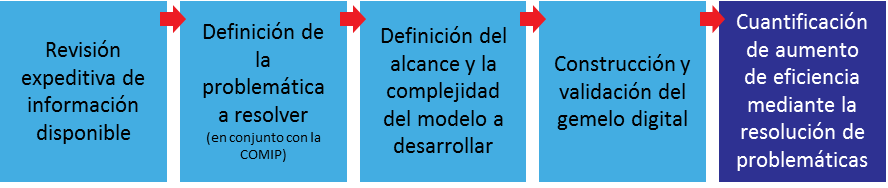 Revisión
expeditiva de
información
disponible
Definición de
la
problemática
a resolver
(en conjunto con la
COMIP)
Definición del
alcance y la
complejidad
del modelo a
desarrollar
Construcción y
validación del
gemelo digital
Cuantificación
de aumento
de eficiencia
mediante la
resolución de
problemáticas